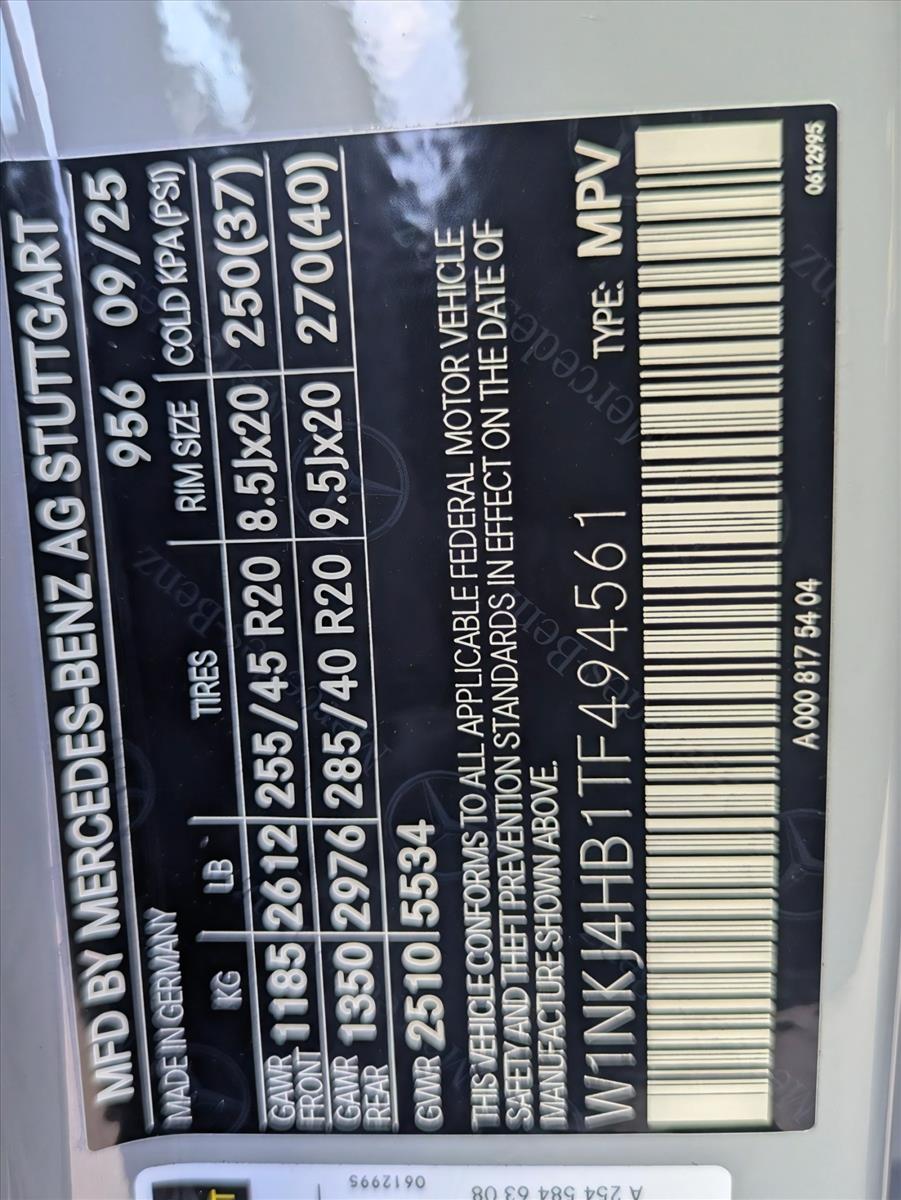 MFD BY MERCEDES-BENZ AG STUTTGART
MADE IN GERMANY 956 09/25
KG LB TIRES RIM SIZE COLD KPA(PSI)
GAWR FRONT 1185 2612 255/45 R20 8.5Jx20 250(37)
GAWR REAR 1350 2976 285/40 R20 9.5Jx20 270(40)
GVWR 2510 5534
THIS VEHICLE CONFORMS TO ALL APPLICABLE FEDERAL MOTOR VEHICLE
SAFETY AND THEFT PREVENTION STANDARDS IN EFFECT ON THE DATE OF
MANUFACTURE SHOWN ABOVE.
W1NKJ4HB1TF494561 TYPE: MPV
A 000 817 54 04 0612995
0612995
A 254 584 63 08